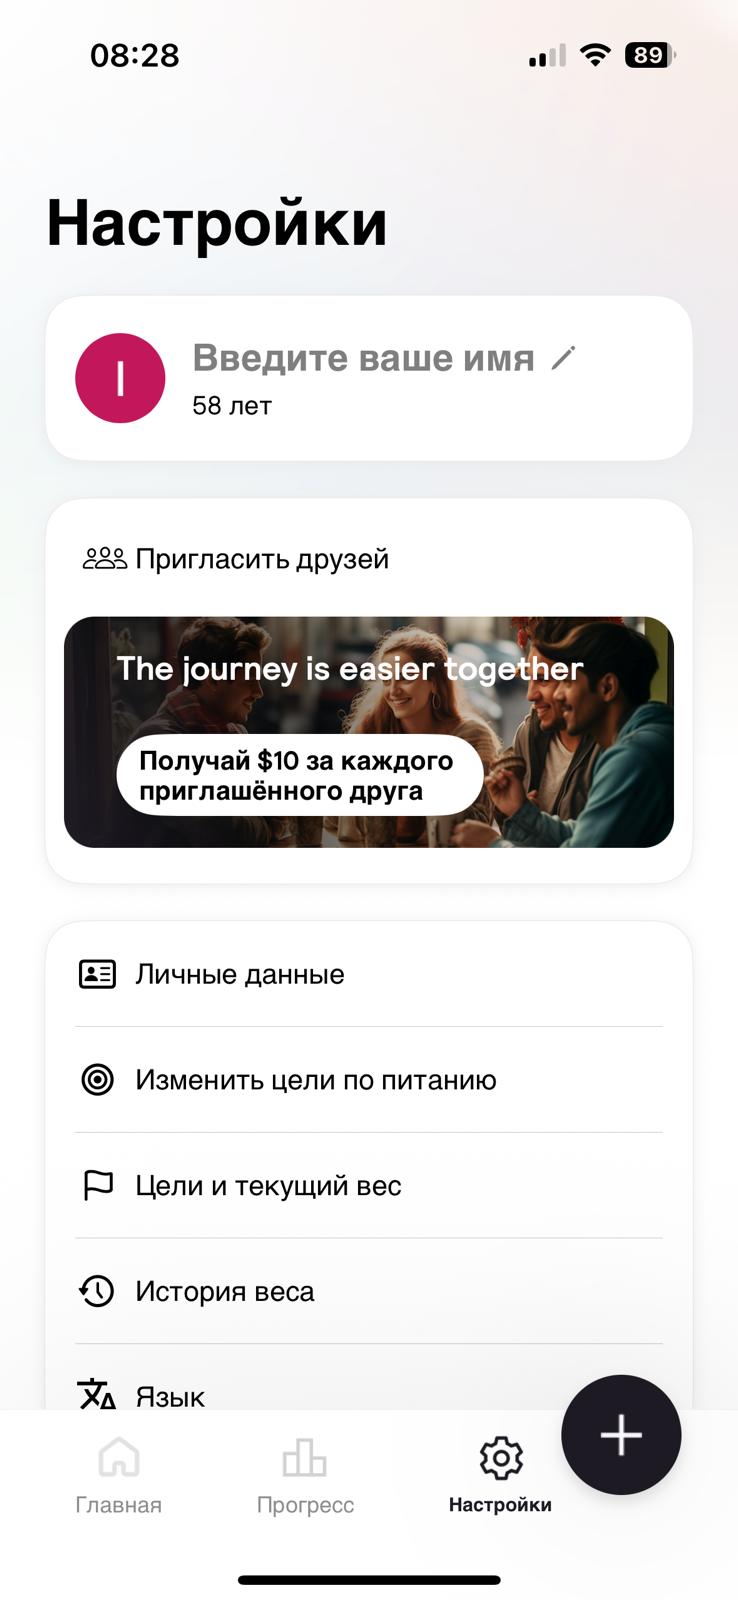 08:28
89
Настройки
I
Введите ваше имя
58 лет
Пригласить друзей
The journey is easier together
Получай $10 за каждого
приглашённого друга
Личные данные
Изменить цели по питанию
Цели и текущий вес
История веса
Язык
Главная
Прогресс
Настройки